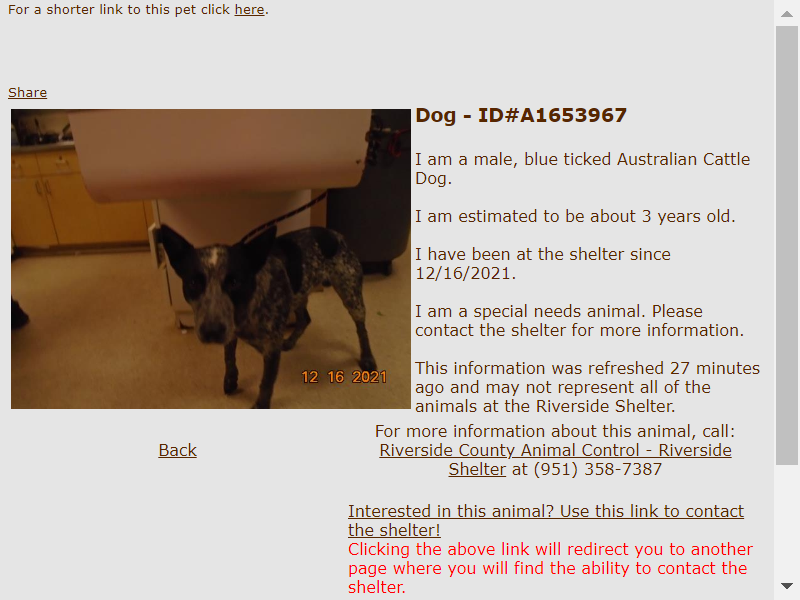 For a shorter link to this pet click here.
Share
Dog - ID#A1653967
I am a male, blue ticked Australian Cattle
Dog.
I am estimated to be about 3 years old.
I have been at the shelter since
12/16/2021.
I am a special needs animal. Please
contact the shelter for more information.
This information was refreshed 27 minutes
ago and may not represent all of the
animals at the Riverside Shelter.
12 16 2021
Back
For more information about this animal, call:
Riverside County Animal Control - Riverside
Shelter at (951) 358-7387
Interested in this animal? Use this link to contact
the shelter!
Clicking the above link will redirect you to another
page where you will find the ability to contact the
shelter.